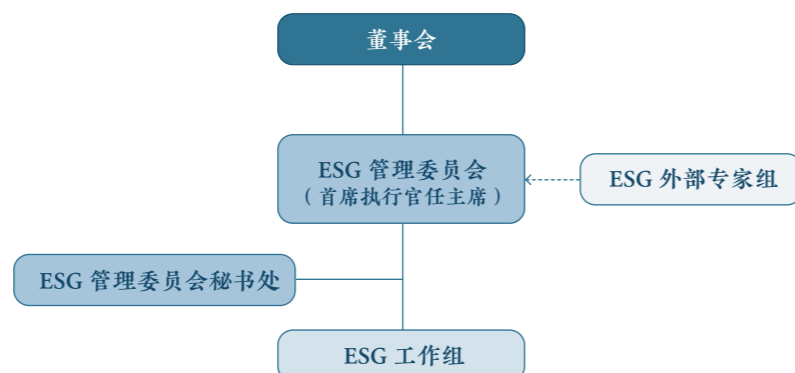 董事会
ESG 管理委员会
（首席执行官任主席）
ESG 外部专家组
ESG 管理委员会秘书处
ESG 工作组